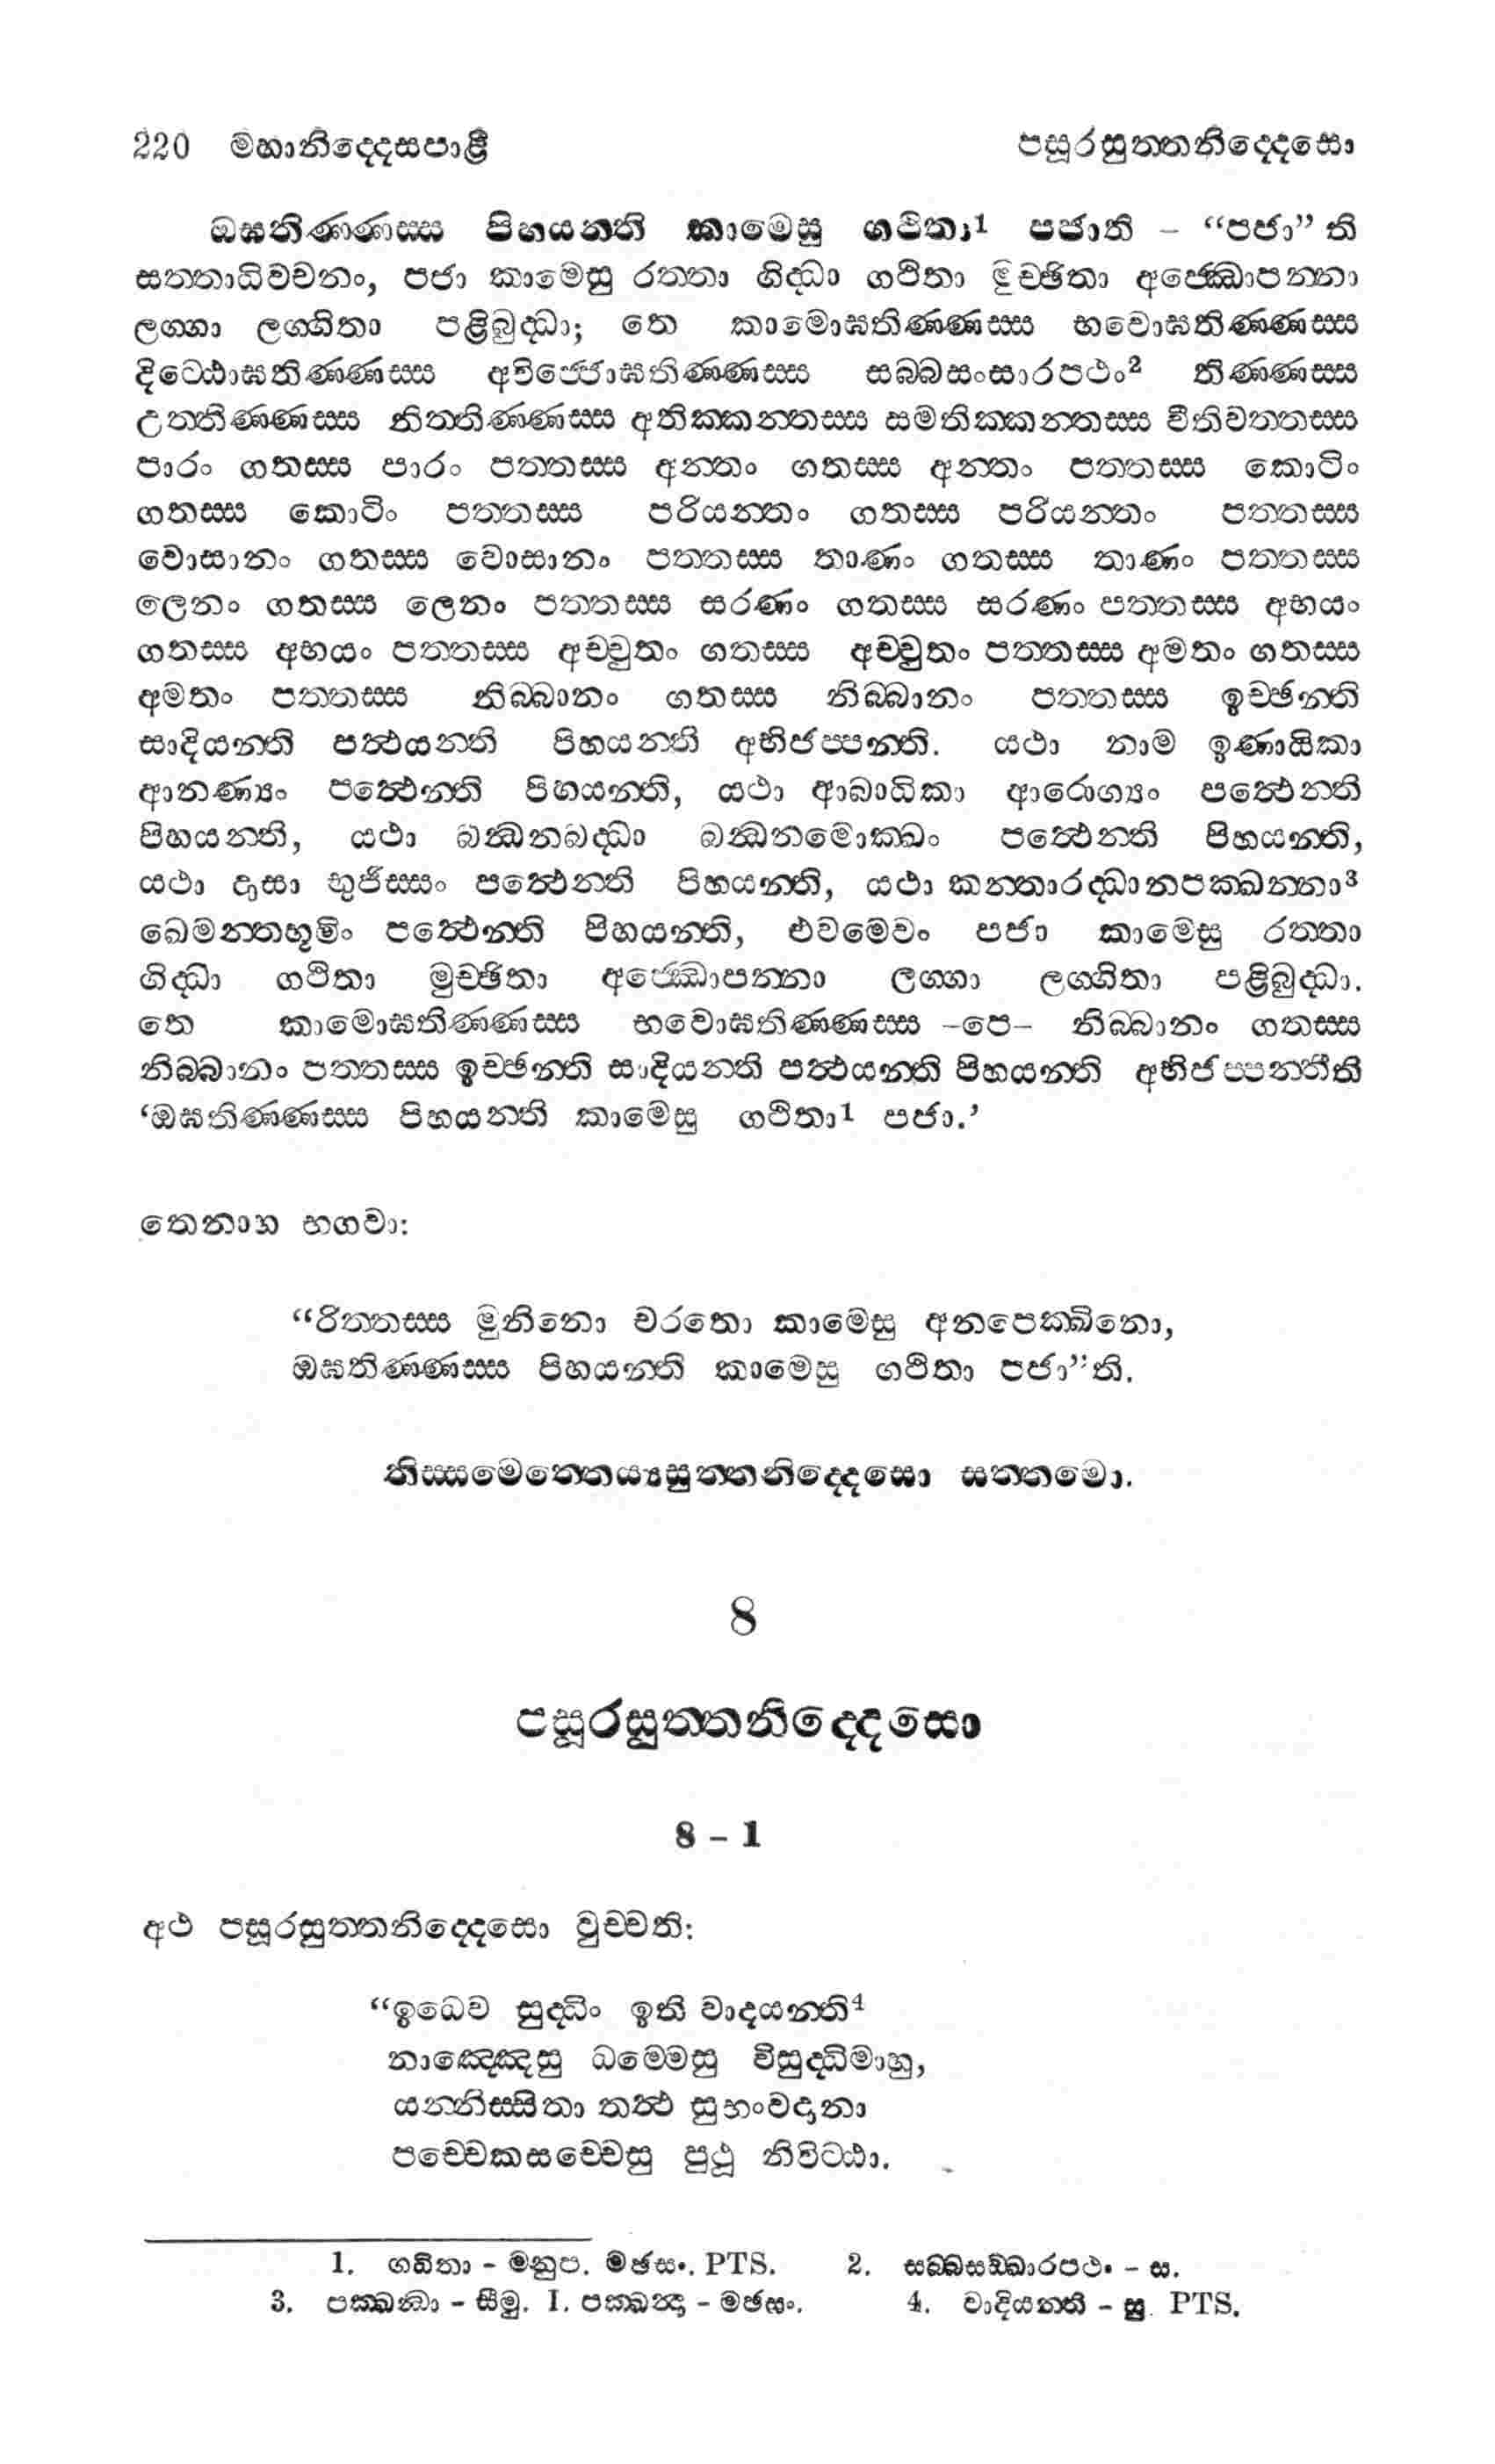 220 මහානිද්දෙසපාළි පසූරසුත්තනිද්දෙසො
ඔඝතිණ්ණස්ස පිහයන්ති කාමෙසු ගථිතා1 පජාති - “පජා” ති
සත්තාධිවචනං, පජා කාමෙසු රත්තා ගිද්ධා ගථිතා මුච්ඡිතා අජ්ඣොපන්නා
ලග්ගා ලග්ගිතා පළිබුද්ධා; තෙ කාමොඝතිණ්ණස්ස භවොඝතිණ්ණස්ස
දිට්ඨොඝතිණ්ණස්ස අවිජ්ජොඝතිණ්ණස්ස සබ්බසංසාරපථං2 තිණ්ණස්ස
උත්තිණ්ණස්ස නිත්තිණ්ණස්ස අතික්කන්තස්ස සමතික්කන්තස්ස වීතිවත්තස්ස
පාරං ගතස්ස පාරං පත්තස්ස අන්තං ගතස්ස අන්තං පත්තස්ස කොටිං
ගතස්ස කොටිං පත්තස්ස පරියන්තං ගතස්ස පරියන්තං පත්තස්ස
වොසානං ගතස්ස වොසානං පත්තස්ස තාණං ගතස්ස තාණං පත්තස්ස
ලෙනං ගතස්ස ලෙනං පත්තස්ස සරණං ගතස්ස සරණං පත්තස්ස අභයං
ගතස්ස අභයං පත්තස්ස අච්චුතං ගතස්ස අච්චුතං පත්තස්ස අමතං ගතස්ස
අමතං පත්තස්ස නිබ්බානං ගතස්ස නිබ්බානං පත්තස්ස ඉච්ඡන්ති
සාදියන්ති පත්ථයන්ති පිහයන්ති අභිජප්පන්ති. යථා නාම ඉණායිකා
ආනණ්‍යං පත්ථෙන්ති පිහයන්ති, යථා ආබාධිකා ආරොග්‍යං පත්ථෙන්ති
පිහයන්ති, යථා බන්ධනබද්ධා බන්ධනමොක්ඛං පත්ථෙන්ති පිහයන්ති,
යථා දාසා භුජිස්සං පත්ථෙන්ති පිහයන්ති, යථා කන්තාරද්ධානපක්ඛන්නා3
ඛෙමන්තභූමිං පත්ථෙන්ති පිහයන්ති, එවමෙවං පජා කාමෙසු රත්තා
ගිද්ධා ගථිතා මුච්ඡිතා අජ්ඣොපන්නා ලග්ගා ලග්ගිතා පළිබුද්ධා.
තෙ කාමොඝතිණ්ණස්ස භවොඝතිණ්ණස්ස -පෙ- නිබ්බානං ගතස්ස
නිබ්බානං පත්තස්ස ඉච්ඡන්ති සාදියන්ති පත්ථයන්ති පිහයන්ති අභිජප්පන්තීති
‘ඔඝතිණ්ණස්ස පිහයන්ති කාමෙසු ගථිතා1 පජා.’
තෙනාහ භගවා:
“රිත්තස්ස මුනිනො චරතො කාමෙසු අනපෙක්ඛිනො,
ඔඝතිණ්ණස්ස පිහයන්ති කාමෙසු ගථිතා පජා”ති.
තිස්සමෙත්තෙය්‍යසුත්තනිද්දෙසො සත්තමො.
8
පසූරසුත්තනිද්දෙසො
8 - 1
අථ පසූරසුත්තනිද්දෙසො වුච්චති:
“ඉධෙව සුද්ධිං ඉති වාදයන්ති4
නාඤ්ඤෙසු ධම්මෙසු විසුද්ධිමාහු,
යන්නිස්සිතා තත්ථ සුභංවදානා
පච්චෙකසච්චෙසු පුථූ නිවිට්ඨා.
1. ගධිතා - මනුප. මඡසං. PTS. 2. සබ්බසඞ්ඛාරපථං - ස.
3. පක්ඛන්ධා - සීමු. I. පක්ඛන්දා - මඡසං. 4. වාදියන්ති - සු. PTS.